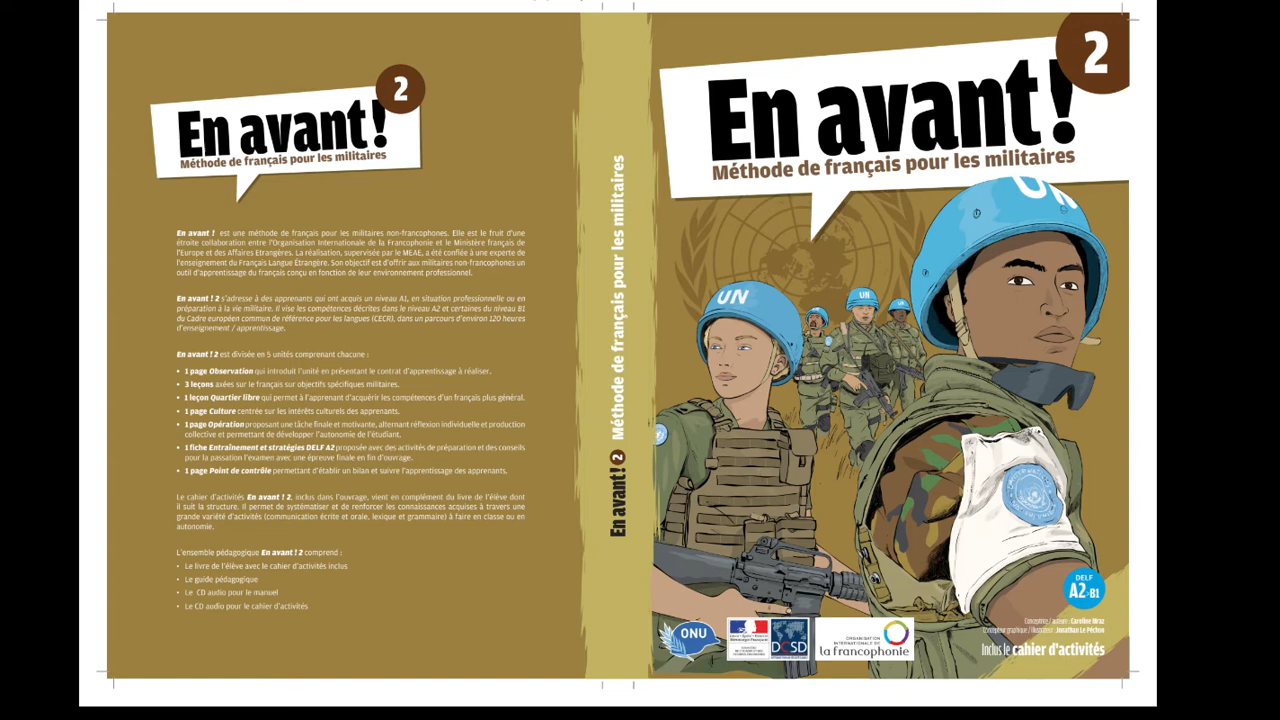 En avant !
2
Méthode de français pour les militaires
En avant ! est une méthode de français pour les militaires non-francophones. Elle est le fruit d'une
étroite collaboration entre l'Organisation Internationale de la Francophonie et le Ministère français de
l'Europe et des Affaires Etrangères. La réalisation, supervisée par le MEAE, a été confiée à une experte de
l'enseignement du Français Langue Étrangère. Son objectif est d'offrir aux militaires non-francophones un
outil d'apprentissage du français conçu en fonction de leur environnement professionnel.
En avant ! 2 s'adresse à des apprenants qui ont acquis un niveau A1, en situation professionnelle ou en
préparation à la vie militaire. Il vise les compétences décrites dans le niveau A2 et certaines du niveau B1
du Cadre européen commun de référence pour les langues (CECR), dans un parcours d'environ 120 heures
d'enseignement / apprentissage.
En avant ! 2 est divisée en 5 unités comprenant chacune :
• 1 page Observation qui introduit l'unité en présentant le contrat d'apprentissage à réaliser.
• 3 leçons axées sur le français sur objectifs spécifiques militaires.
• 1 leçon Quartier libre qui permet à l'apprenant d'acquérir les compétences d'un français plus général.
• 1 page Culture centrée sur les intérêts culturels des apprenants.
• 1 page Opération proposant une tâche finale et motivante, alternant réflexion individuelle et production
collective et permettant de développer l'autonomie de l'étudiant.
• 1 fiche Entraînement et stratégies DELF A2 proposée avec des activités de préparation et des conseils
pour la passation l'examen avec une épreuve finale en fin d'ouvrage.
• 1 page Point de contrôle permettant d'établir un bilan et suivre l'apprentissage des apprenants.
Le cahier d'activités En avant ! 2, inclus dans l'ouvrage, vient en complément du livre de l'élève dont
il suit la structure. Il permet de systématiser et de renforcer les connaissances acquises à travers une
grande variété d'activités (communication écrite et orale, lexique et grammaire) à faire en classe ou en
autonomie.
L'ensemble pédagogique En avant ! 2 comprend :
• Le livre de l'élève avec le cahier d'activités inclus
• Le guide pédagogique
• Le CD audio pour le manuel
• Le CD audio pour le cahier d'activités
En avant ! 2 Méthode de français pour les militaires
En avant !
2
Méthode de français pour les militaires
UN
UN
UN
UN
DELF
A2>B1
Conceptrice / auteure : Caroline Mraz
Concepteur graphique / illustrateur : Jonathan Le Péchon
Inclus le cahier d'activités
ONU
DCSD
ORGANISATION
INTERNATIONALE DE
la francophonie